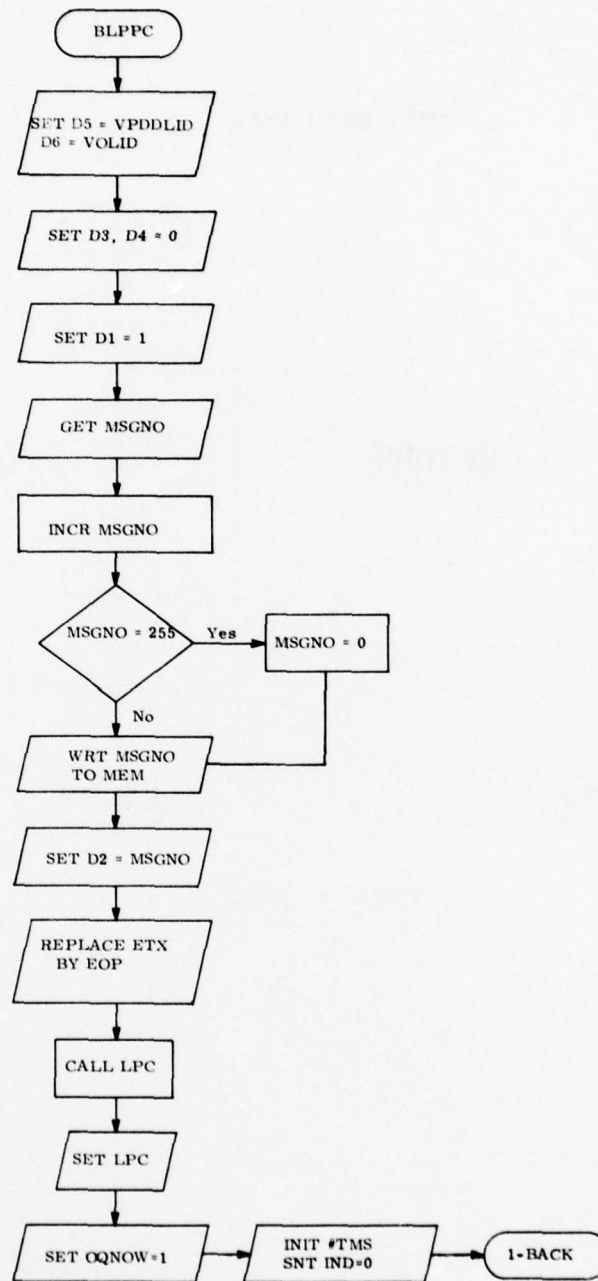 BLPPC
SET D5 = VPDDLID
D6 = VOLID
SET D3, D4 = 0
SET D1 = 1
GET MSGNO
INCR MSGNO
MSGNO = 255
Yes
MSGNO = 0
No
WRT MSGNO
TO MEM
SET D2 = MSGNO
REPLACE ETX
BY EOP
CALL LPC
SET LPC
SET OQNOW=1
INIT #TMS
SNT IND=0
1-BACK